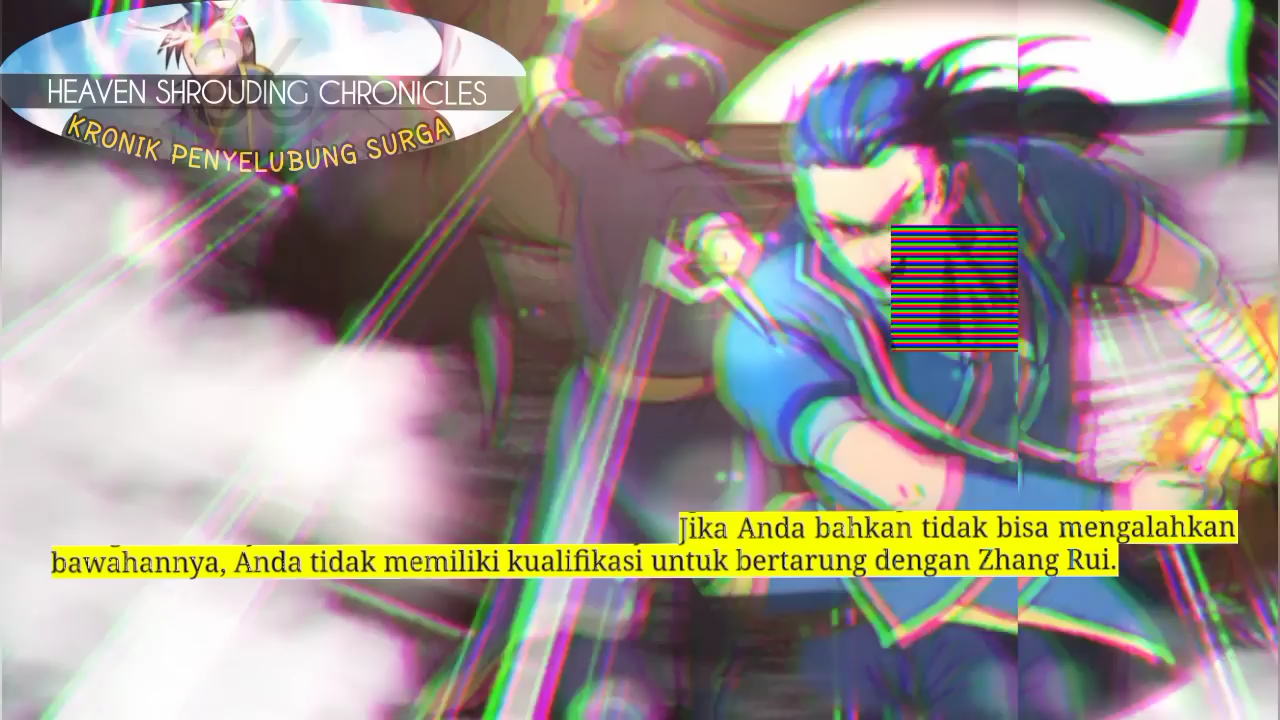 HEAVEN SHROUDING CHRONICLES
KRONIK PENYELUBUNG SURGA
Jika Anda bahkan tidak bisa mengalahkan
bawahannya, Anda tidak memiliki kualifikasi untuk bertarung dengan Zhang Rui.